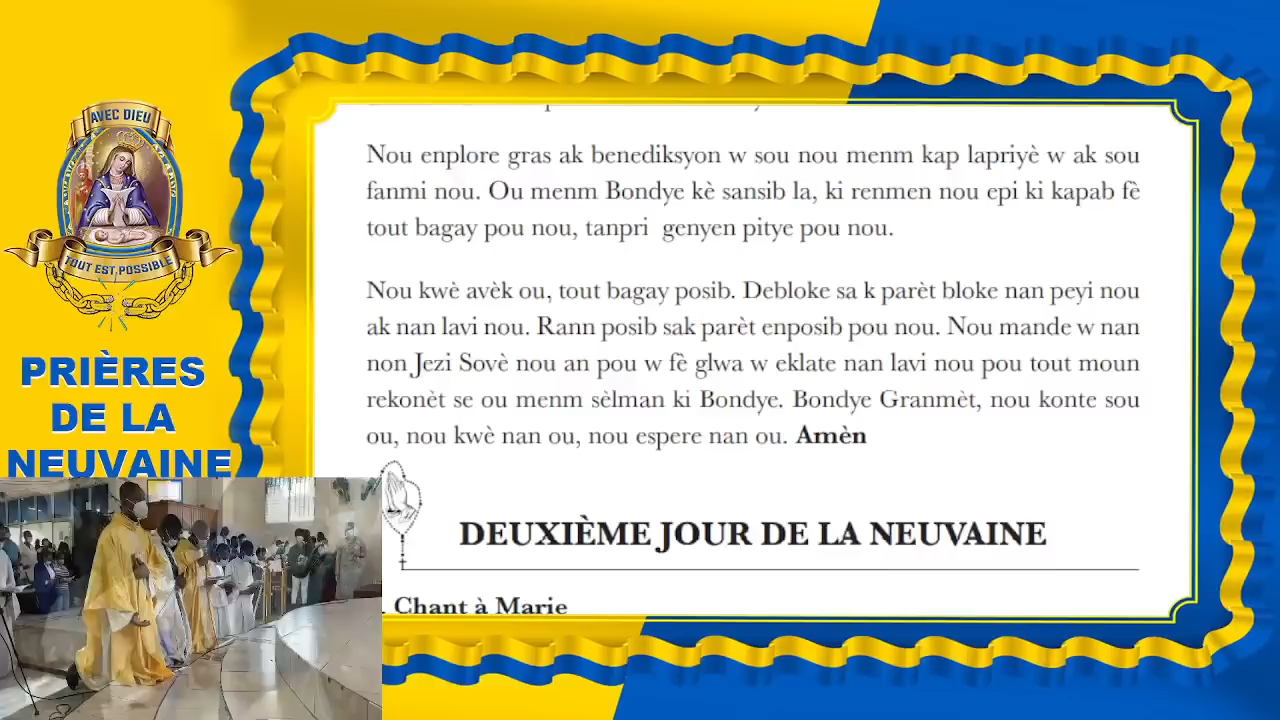 AVEC DIEU
TOUT EST POSSIBLE
PRIÈRES
DE LA
NEUVAINE
Nou enplore gras ak benediksyon w sou nou menm kap lapriyè w ak sou
fanmi nou. Ou menm Bondye kè sansib la, ki renmen nou epi ki kapab fè
tout bagay pou nou, tanpri genyen pitye pou nou.
Nou kwè avèk ou, tout bagay posib. Debloke sa k parèt bloke nan peyi nou
ak nan lavi nou. Rann posib sak parèt enposib pou nou. Nou mande w nan
non Jezi Sovè nou an pou w fè glwa w eklate nan lavi nou pou tout moun
rekonèt se ou menm sèlman ki Bondye. Bondye Granmèt, nou konte sou
ou, nou kwè nan ou, nou espere nan ou. Amèn
DEUXIÈME JOUR DE LA NEUVAINE
. Chant à Marie